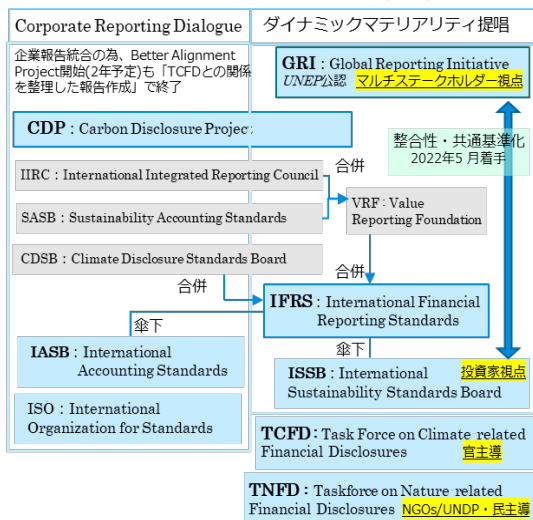 Corporate Reporting Dialogue
ダイナミックマテリアリティ提唱
企業報告統合の為、Better Alignment
Project開始(2年予定)も「TCFDとの関係
を整理した報告作成」で終了
GRI : Global Reporting Initiative
UNEP公認 マルチステークホルダー視点
CDP : Carbon Disclosure Project
整合性・共通基準化
2022年5月着手
IIRC : International Integrated Reporting Council
合併
SASB : Sustainability Accounting Standards
VRF : Value
Reporting Foundation
CDSB : Climate Disclosure Standards Board
合併
合併
IFRS : International Financial
Reporting Standards
傘下
傘下
IASB : International
Accounting Standards
ISSB : International 投資家視点
Sustainability Standards Board
ISO : International
Organization for Standards
TCFD : Task Force on Climate-related
Financial Disclosures 官主導
TNFD : Taskforce on Nature related
Financial Disclosures NGOs/UNDP・民主導